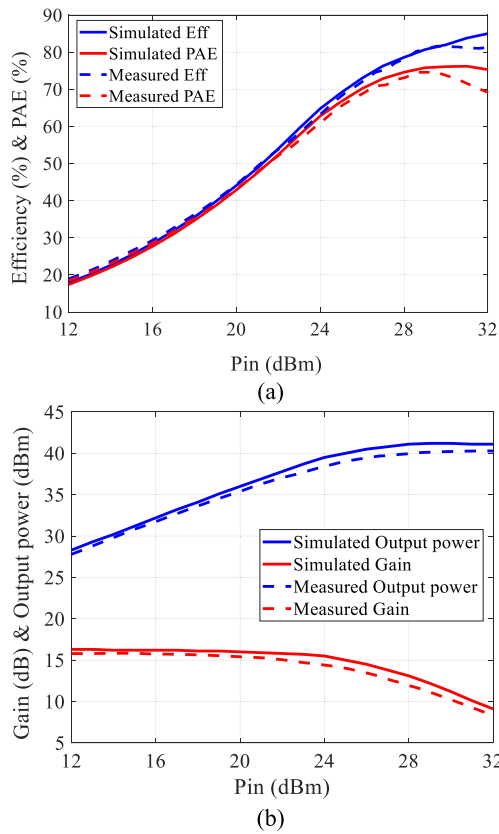 Efficiency (%) & PAE (%)
100
90
80
70
60
50
40
30
20
10
Simulated Eff
Simulated PAE
Measured Eff
Measured PAE
12 16 20 24 28 32
Pin (dBm)
(a)
Gain (dB) & Output power (dBm)
45
40
35
30
25
20
15
10
5
Simulated Output power
Simulated Gain
Measured Output power
Measured Gain
12 16 20 24 28 32
Pin (dBm)
(b)